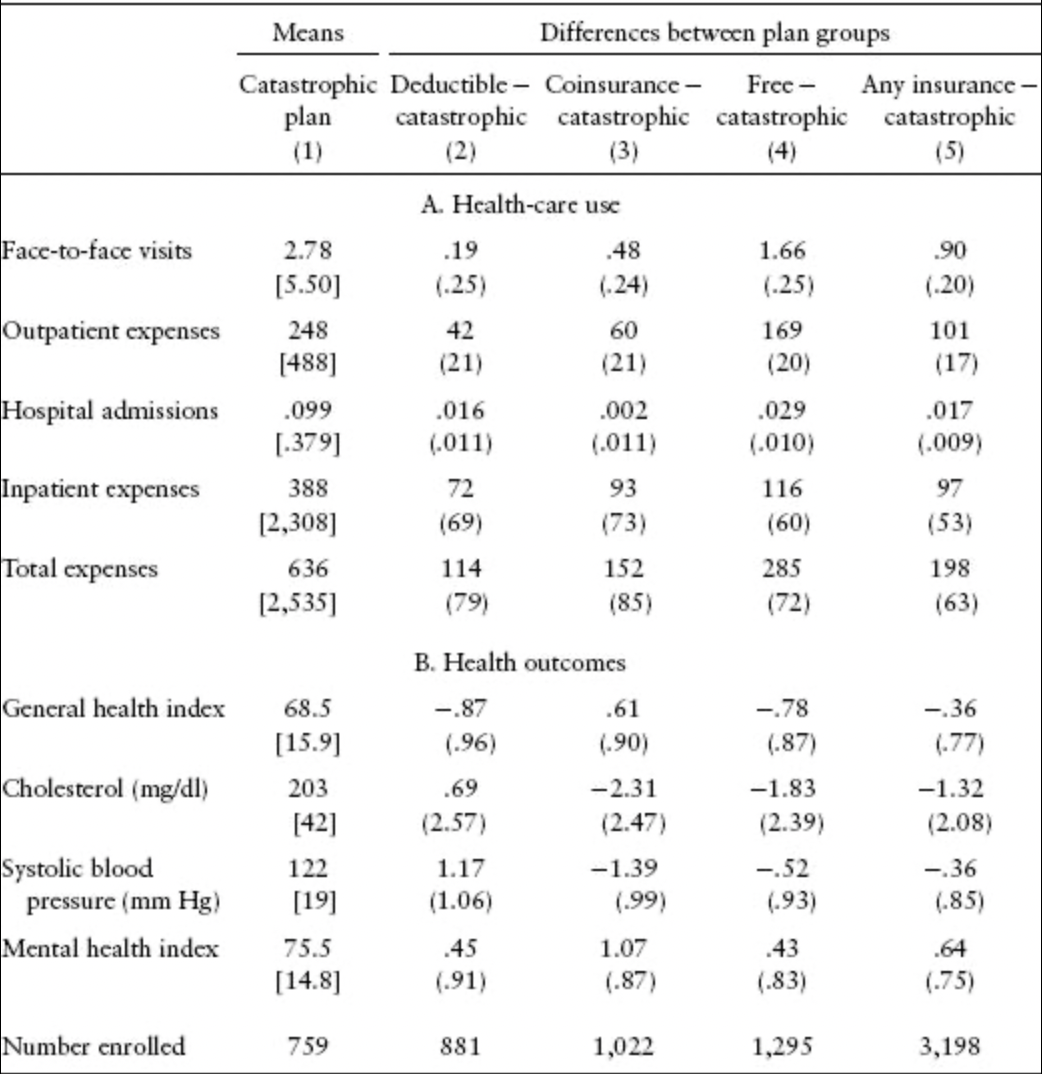 Means Differences between plan groups
Catastrophic Deductible – Coinsurance – Free – Any insurance –
plan catastrophic catastrophic catastrophic catastrophic
(1) (2) (3) (4) (5)
A. Health-care use
Face-to-face visits 2.78 .19 .48 1.66 .90
[5.50] (.25) (.24) (.25) (.20)
Outpatient expenses 248 42 60 169 101
[488] (21) (21) (20) (17)
Hospital admissions .099 .016 .002 .029 .017
[.379] (.011) (.011) (.010) (.009)
Inpatient expenses 388 72 93 116 97
[2,308] (69) (73) (60) (53)
Total expenses 636 114 152 285 198
[2,535] (79) (85) (72) (63)
B. Health outcomes
General health index 68.5 −.87 .61 −.78 −.36
[15.9] (.96) (.90) (.87) (.77)
Cholesterol (mg/dl) 203 .69 −2.31 −1.83 −1.32
[42] (2.57) (2.47) (2.39) (2.08)
Systolic blood 122 1.17 −1.39 −.52 −.36
pressure (mm Hg) [19] (1.06) (.99) (.93) (.85)
Mental health index 75.5 .45 1.07 .43 .64
[14.8] (.91) (.87) (.83) (.75)
Number enrolled 759 881 1,022 1,295 3,198